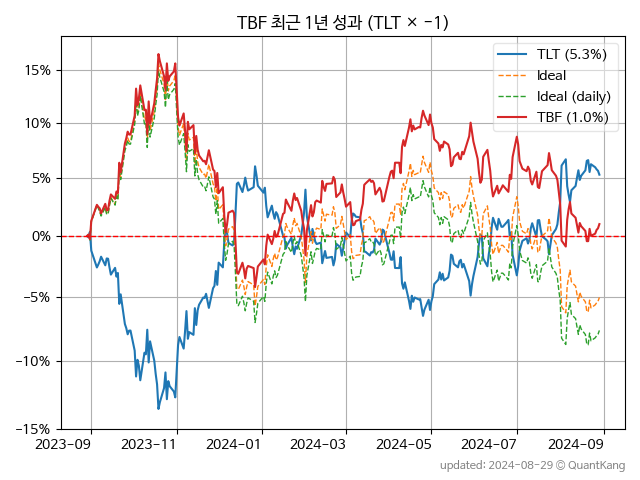 TBF 최근 1년 성과 (TLT × −1)
TLT (5.3%)
Ideal
Ideal (daily)
TBF (1.0%)
15%
10%
5%
0%
−5%
−10%
−15%
2023-09
2023-11
2024-01
2024-03
2024-05
2024-07
2024-09
updated: 2024-08-29 © QuantKang